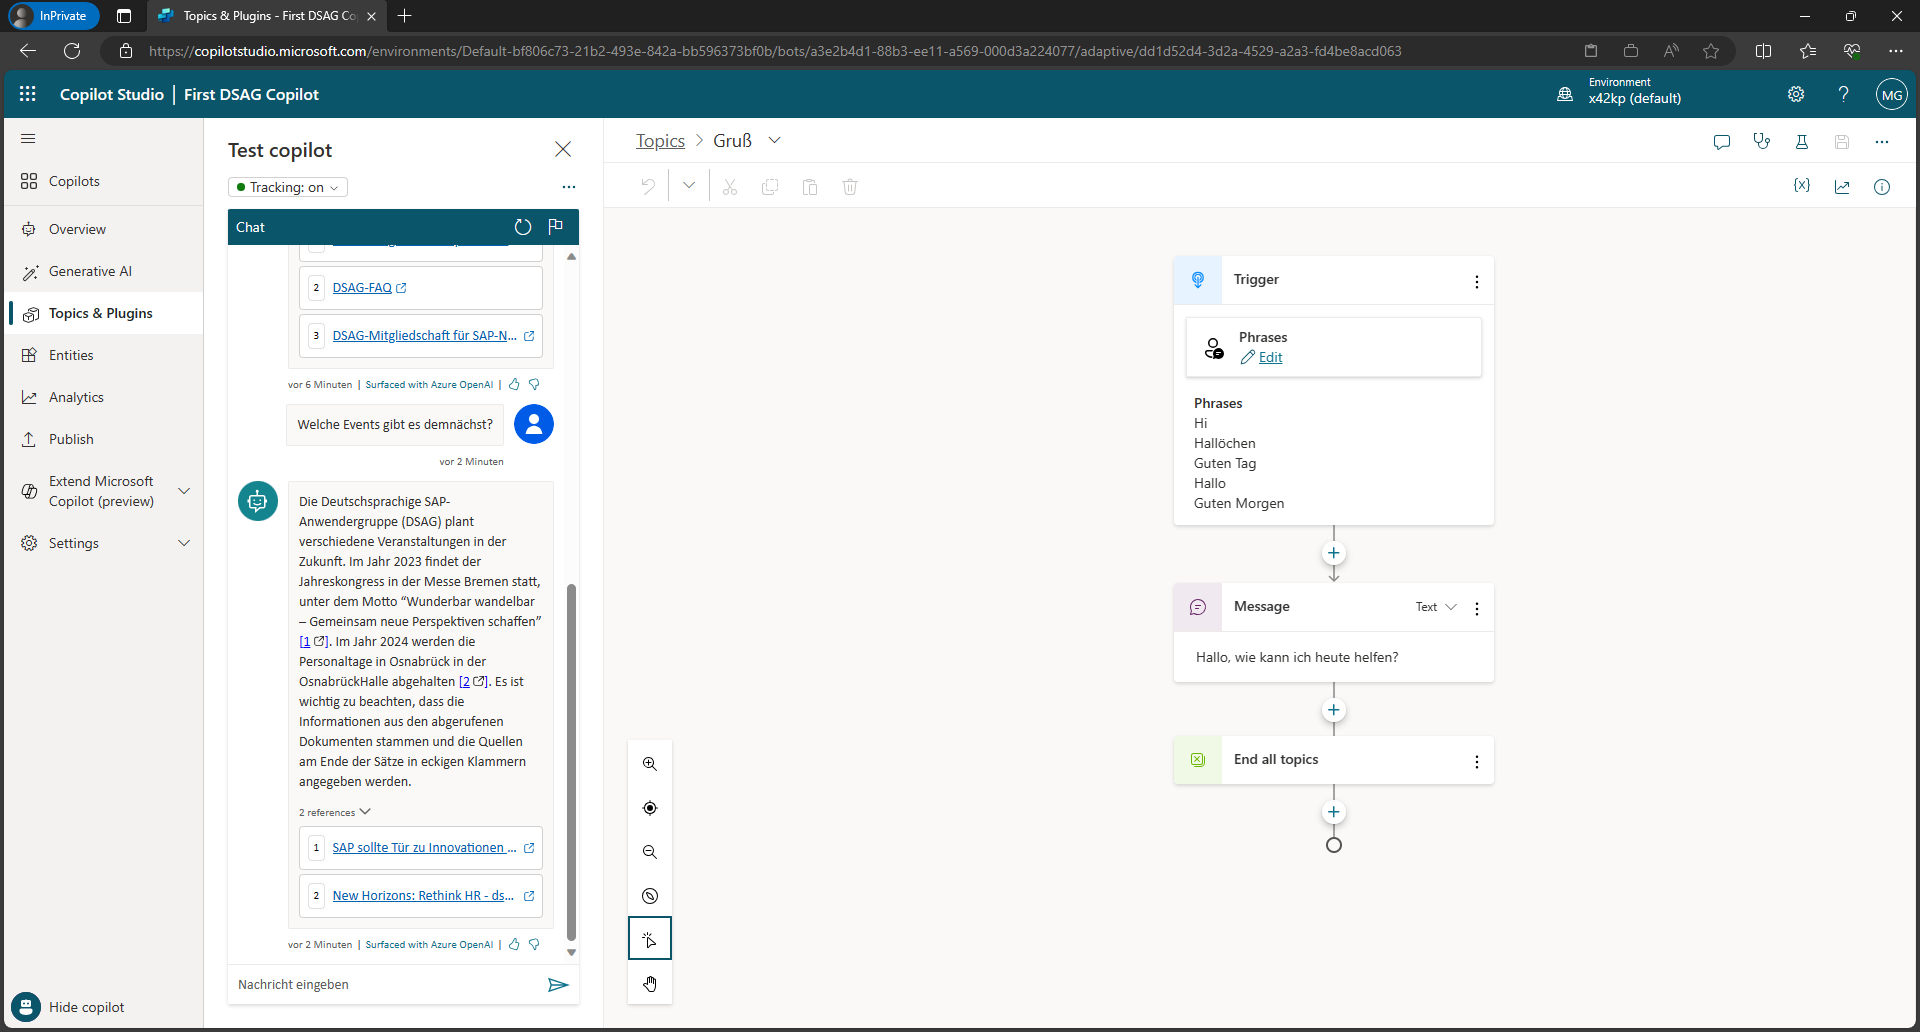 InPrivate
Topics & Plugins - First DSAG Co
https://copilotstudio.microsoft.com/environments/Default-bf806c73-21b2-493e-842a-bb596373bf0b/bots/a3e2b4d1-88b3-ee11-a569-000d3a224077/adaptive/dd1d52d4-3d2a-4529-a2a3-fd4be8acd063
Copilot Studio | First DSAG Copilot
Environment
x42kp (default)
MG
Copilots
Overview
Generative AI
Topics & Plugins
Entities
Analytics
Publish
Extend Microsoft
Copilot (preview)
Settings
Hide copilot
Test copilot
Tracking: on
Chat
2 DSAG-FAQ
3 DSAG-Mitgliedschaft für SAP-N...
vor 6 Minuten | Surfaced with Azure OpenAI |
Welche Events gibt es demnächst?
vor 2 Minuten
Die Deutschsprachige SAP-
Anwendergruppe (DSAG) plant
verschiedene Veranstaltungen in der
Zukunft. Im Jahr 2023 findet der
Jahreskongress in der Messe Bremen statt,
unter dem Motto “Wunderbar wandelbar
– Gemeinsam neue Perspektiven schaffen”
[1]. Im Jahr 2024 werden die
Personaltage in Osnabrück in der
OsnabrückHalle abgehalten [2]. Es ist
wichtig zu beachten, dass die
Informationen aus den abgerufenen
Dokumenten stammen und die Quellen
am Ende der Sätze in eckigen Klammern
angegeben werden.
2 references
1 SAP sollte Tür zu Innovationen ...
2 New Horizons: Rethink HR - ds...
vor 2 Minuten | Surfaced with Azure OpenAI |
Nachricht eingeben
Topics > Gruß
{x}
Trigger
Phrases
Edit
Phrases
Hi
Hallöchen
Guten Tag
Hallo
Guten Morgen
Message
Text
Hallo, wie kann ich heute helfen?
End all topics